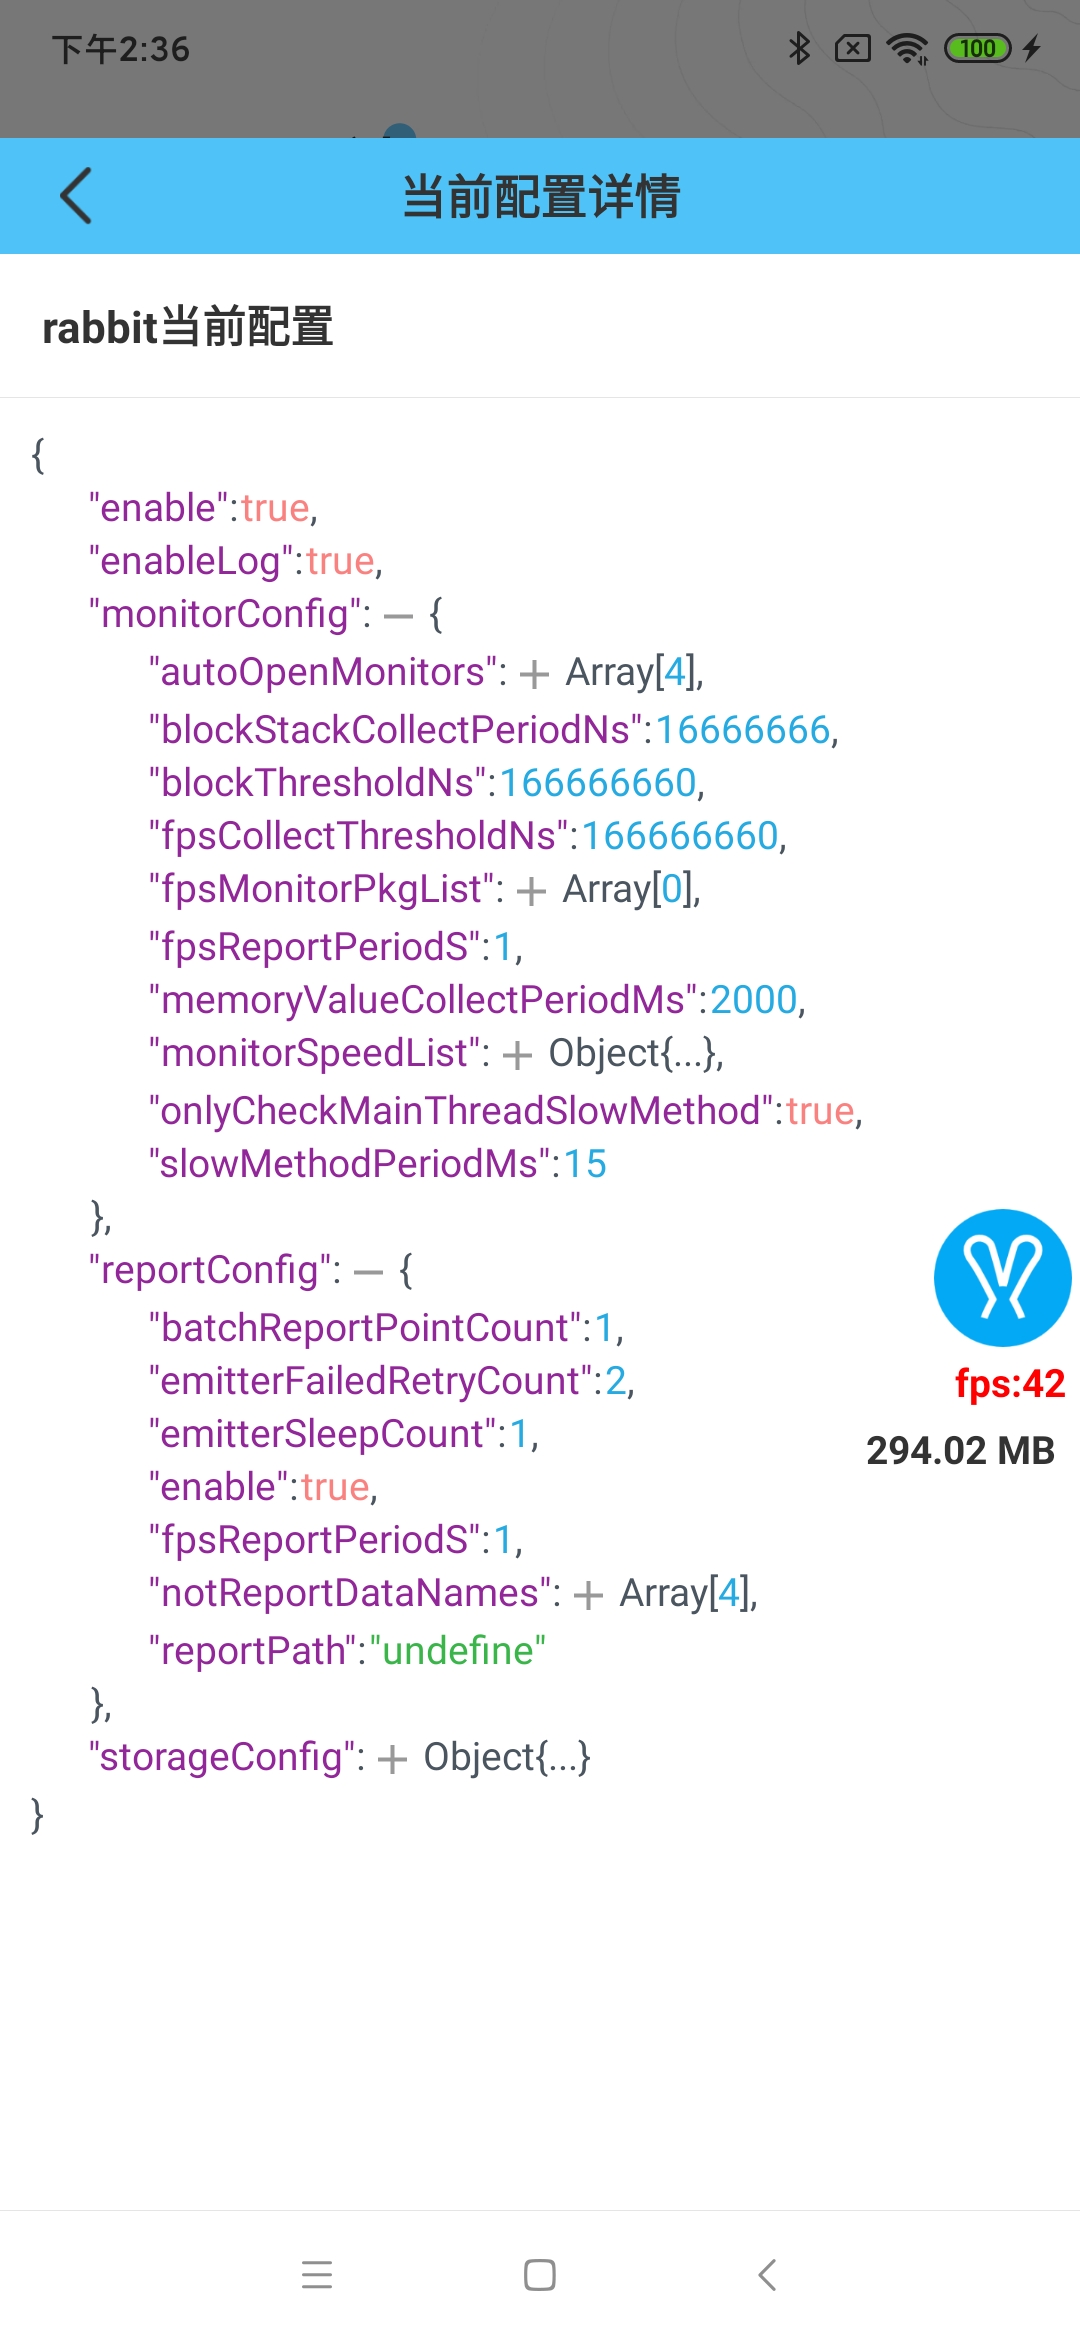 下午2:36
100
当前配置详情
rabbit当前配置
{
"enable":true,
"enableLog":true,
"monitorConfig": — {
"autoOpenMonitors": + Array[4],
"blockStackCollectPeriodNs":16666666,
"blockThresholdNs":166666660,
"fpsCollectThresholdNs":166666660,
"fpsMonitorPkgList": + Array[0],
"fpsReportPeriodS":1,
"memoryValueCollectPeriodMs":2000,
"monitorSpeedList": + Object{...},
"onlyCheckMainThreadSlowMethod":true,
"slowMethodPeriodMs":15
},
"reportConfig": — {
"batchReportPointCount":1,
"emitterFailedRetryCount":2,
"emitterSleepCount":1,
"enable":true,
"fpsReportPeriodS":1,
"notReportDataNames": + Array[4],
"reportPath":"undefine"
},
"storageConfig": + Object{...}
}
fps:42
294.02 MB